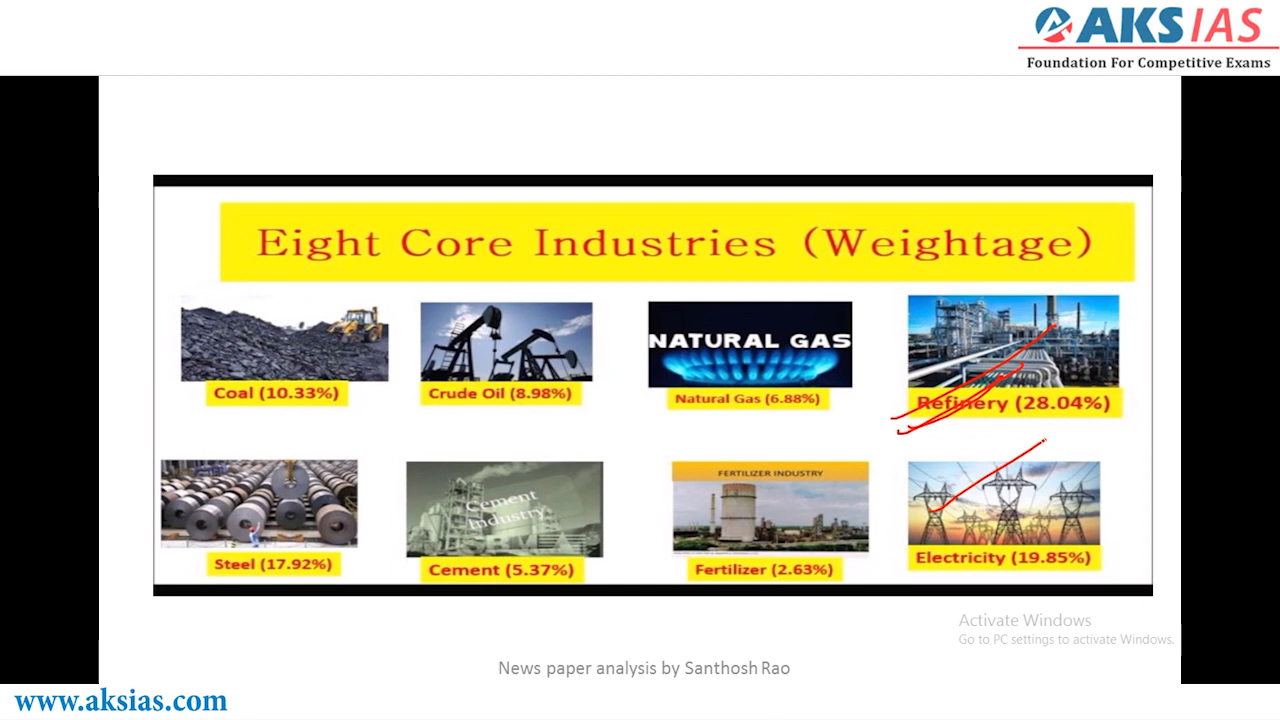 AKS IAS
Foundation For Competitive Exams
Eight Core Industries (Weightage)
NATURAL GAS
Coal (10.33%)
Crude Oil (8.98%)
Natural Gas (6.88%)
Refinery (28.04%)
Cement
Industry
FERTILIZER INDUSTRY
Steel (17.92%)
Cement (5.37%)
Fertilizer (2.63%)
Electricity (19.85%)
Activate Windows
Go to PC settings to activate Windows.
News paper analysis by Santhosh Rao
www.aksias.com